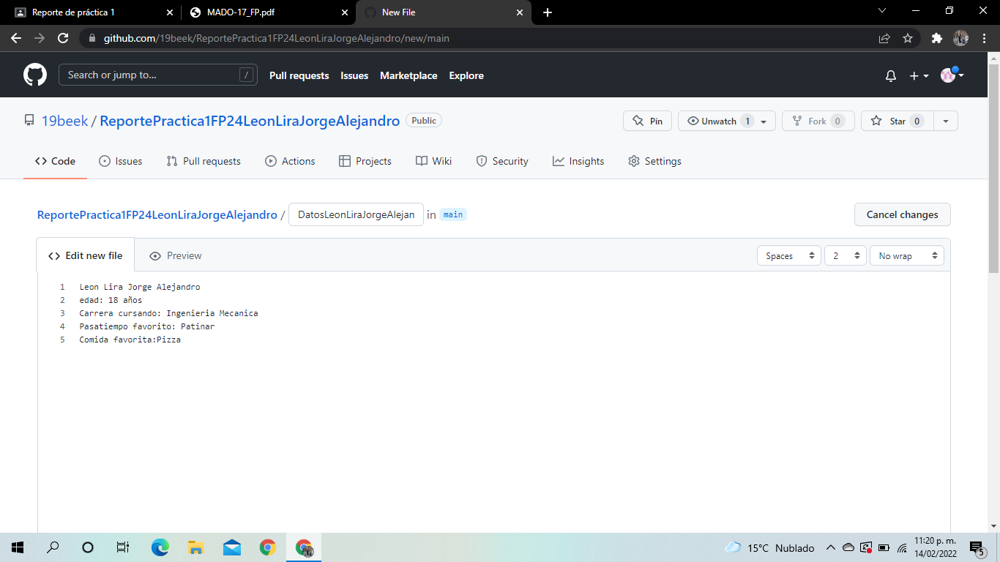 Reporte de práctica 1
MADO-17_FP.pdf
New File
github.com/19beek/ReportePractica1FP24LeonLiraJorgeAlejandro/new/main
Search or jump to...
/
Pull requests
Issues
Marketplace
Explore
19beek / ReportePractica1FP24LeonLiraJorgeAlejandro
Public
Pin
Unwatch 1
Fork 0
Star 0
Code
Issues
Pull requests
Actions
Projects
Wiki
Security
Insights
Settings
ReportePractica1FP24LeonLiraJorgeAlejandro / DatosLeonLiraJorgeAlejan in main
Cancel changes
Edit new file
Preview
Spaces
2
No wrap
1 Leon Lira Jorge Alejandro
2 edad: 18 años
3 Carrera cursando: Ingenieria Mecanica
4 Pasatiempo favorito: Patinar
5 Comida favorita:Pizza
15°C Nublado
11:20 p. m.
14/02/2022
5